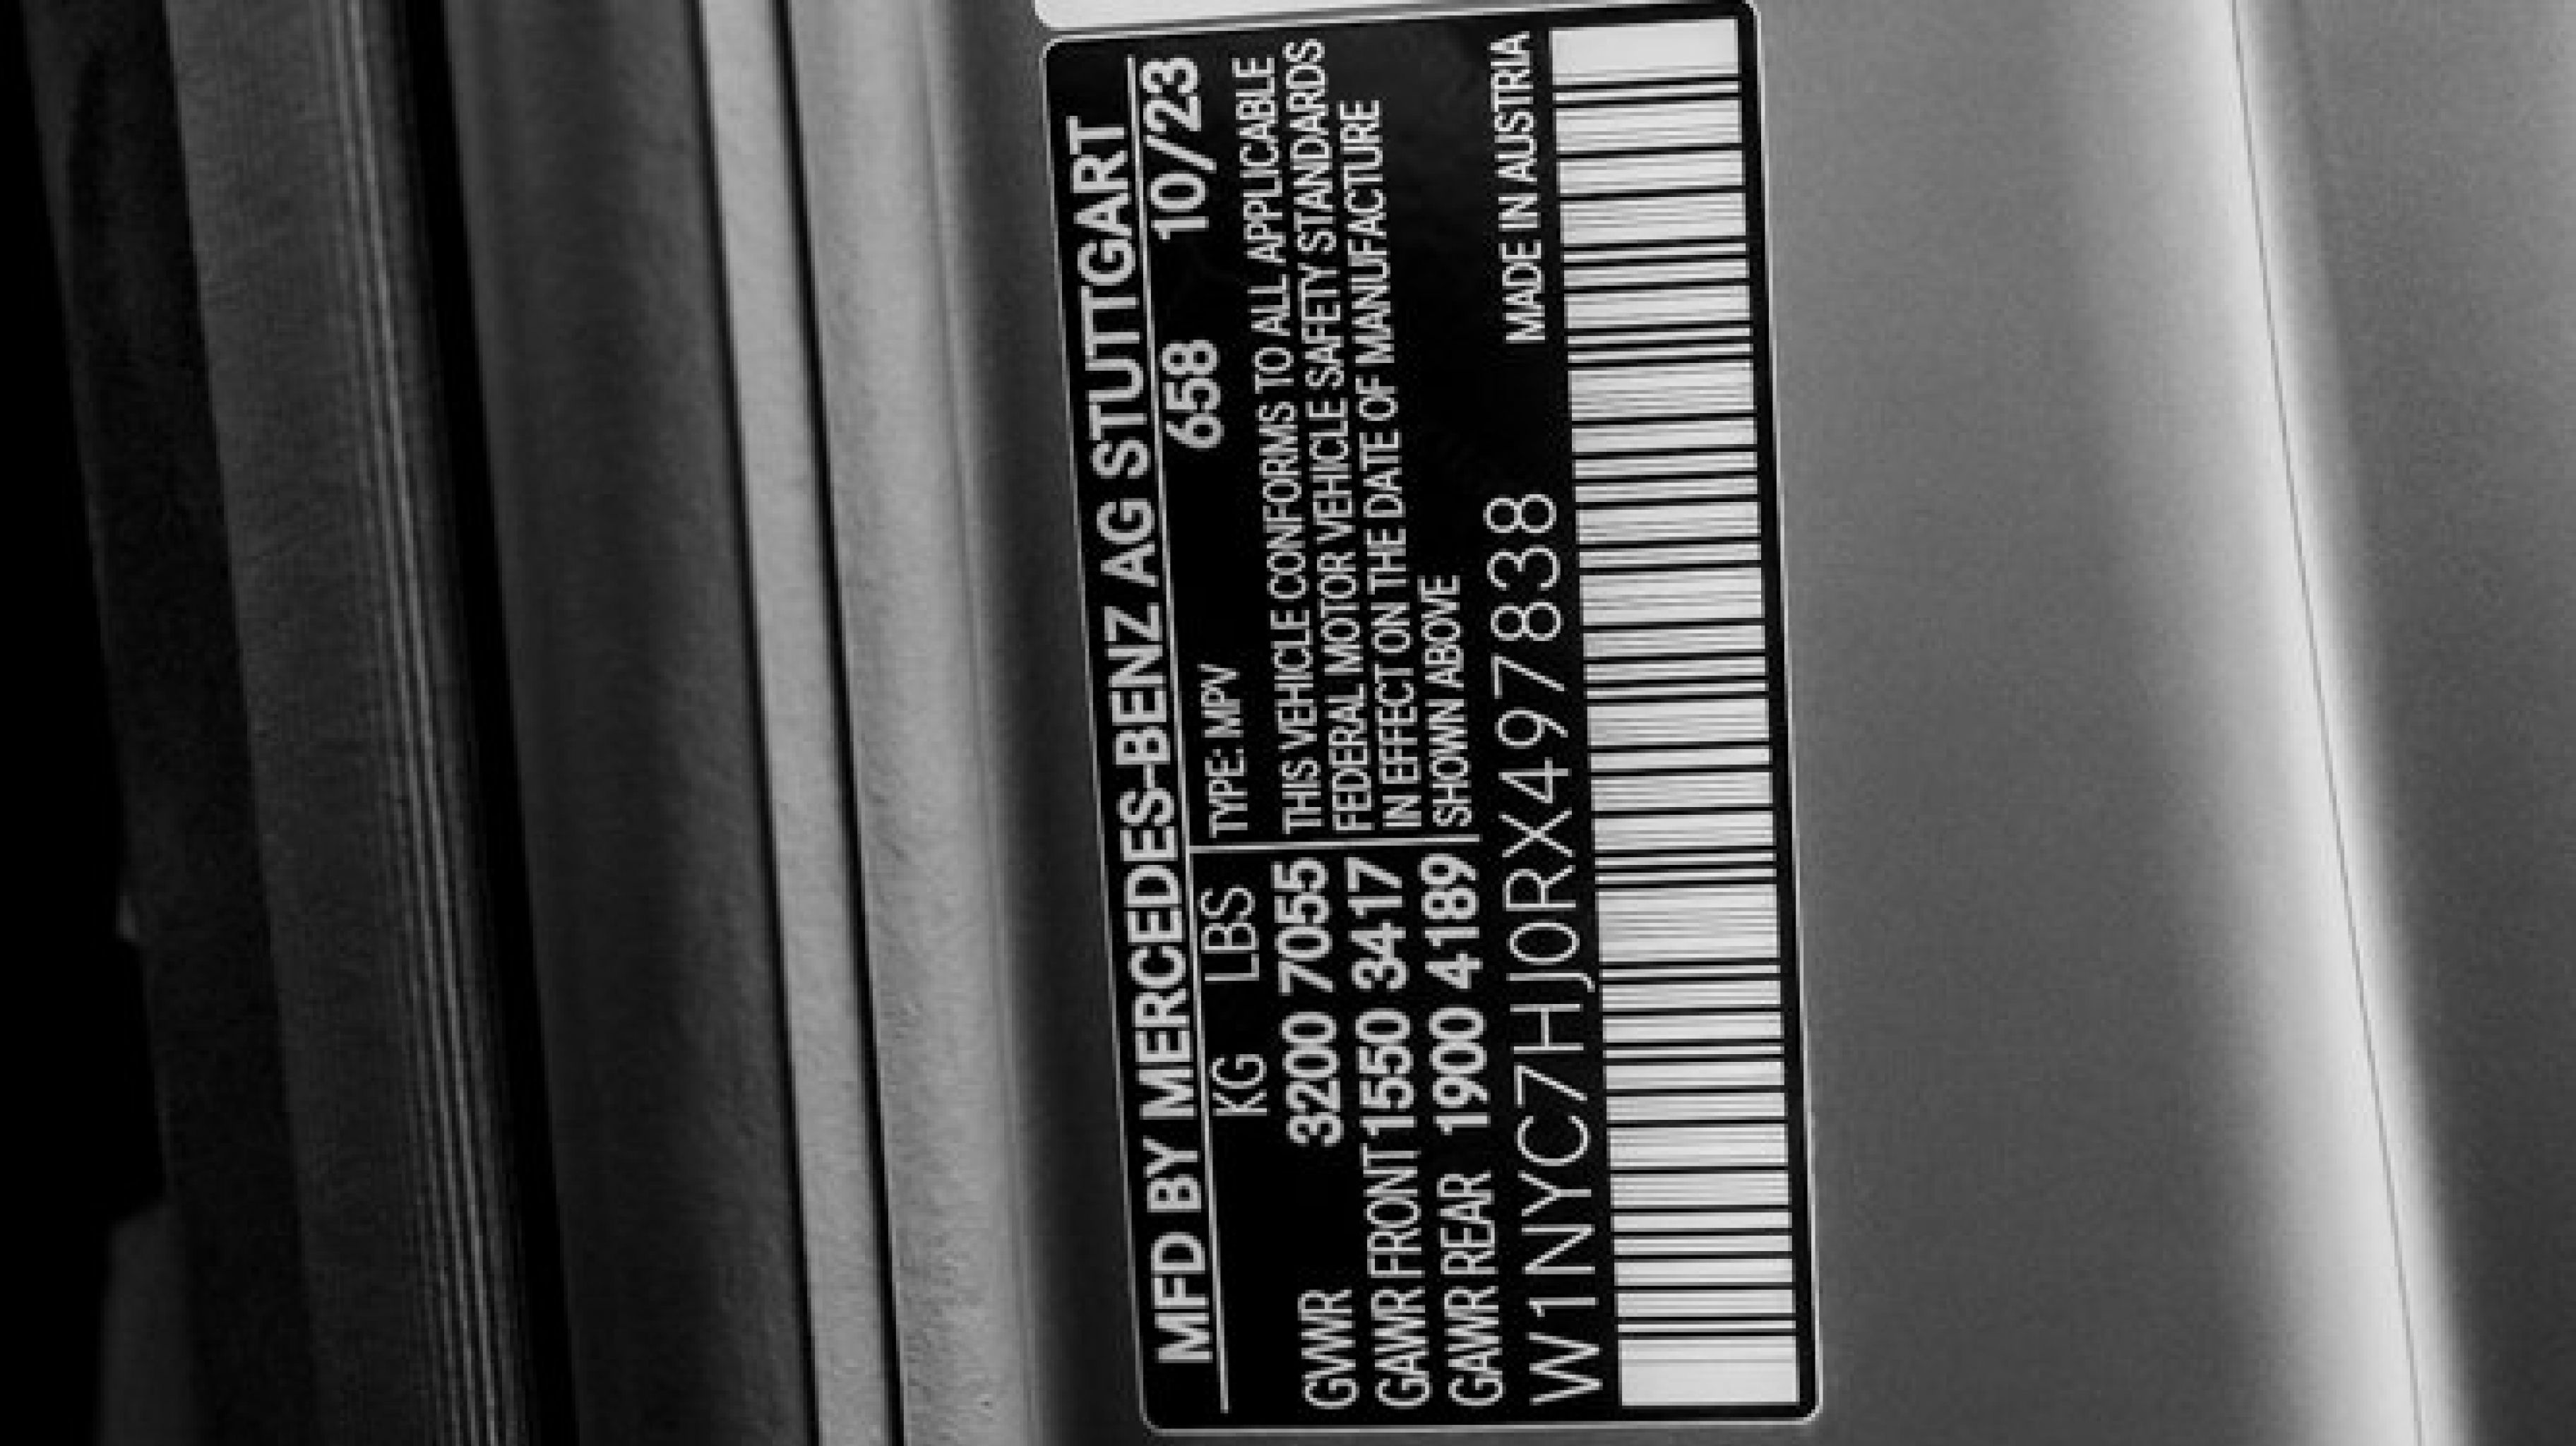 MFD BY MERCEDES-BENZ AG STUTTGART
KG LBS TYPE: MPV 658 10/23
GVWR 3200 7055 THIS VEHICLE CONFORMS TO ALL APPLICABLE
GAWR FRONT 1550 3417 FEDERAL MOTOR VEHICLE SAFETY STANDARDS
GAWR REAR 1900 4189 IN EFFECT ON THE DATE OF MANUFACTURE
SHOWN ABOVE
W1NYC7HJ0RX497838 MADE IN AUSTRIA